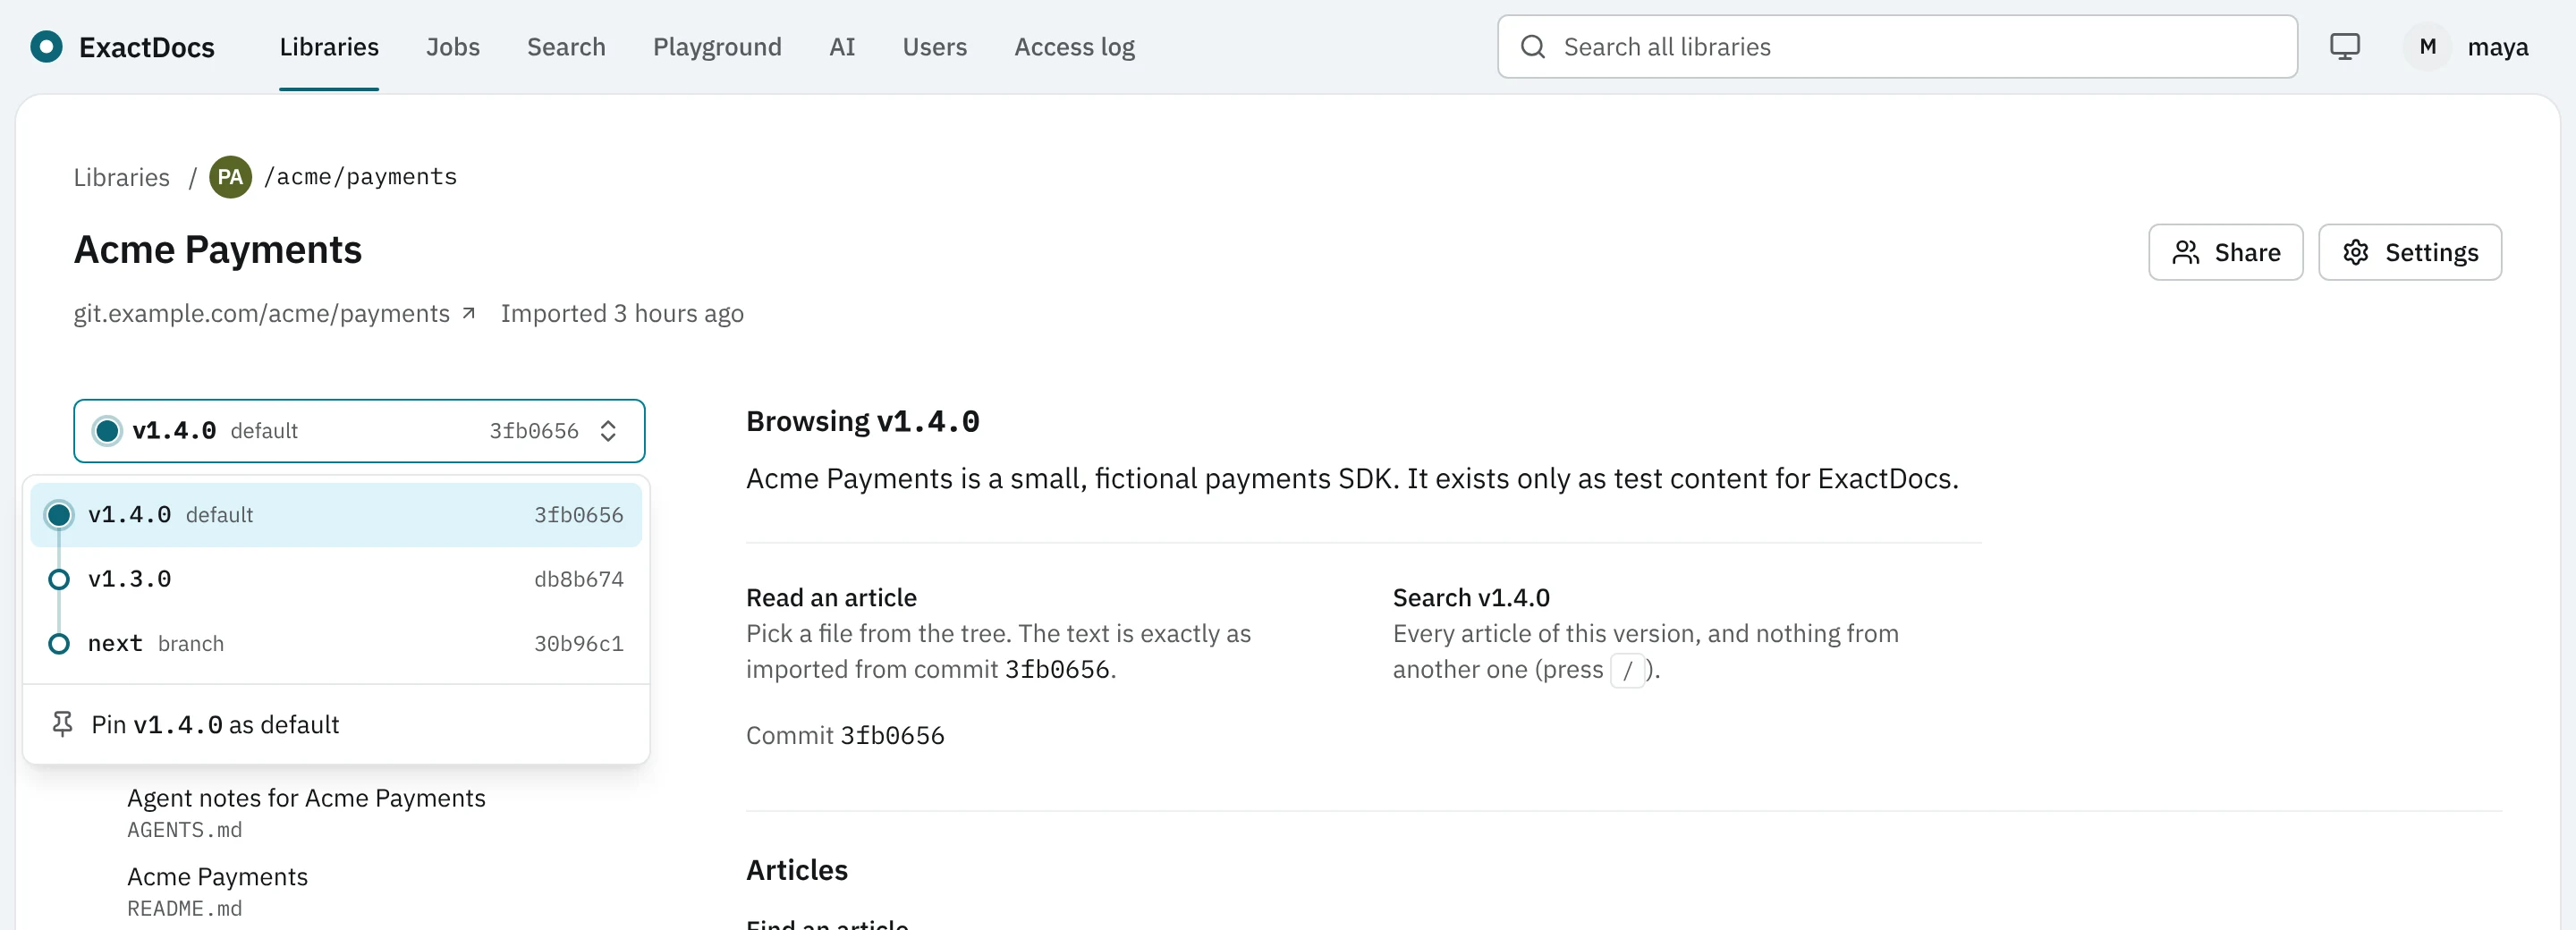 ExactDocs
Libraries
Jobs
Search
Playground
AI
Users
Access log
Search all libraries
M
maya
Libraries / PA /acme/payments
Acme Payments
Share
Settings
git.example.com/acme/payments ↗ Imported 3 hours ago
v1.4.0 default 3fb0656
v1.4.0 default 3fb0656
v1.3.0 db8b674
next branch 30b96c1
Pin v1.4.0 as default
Agent notes for Acme Payments
AGENTS.md
Acme Payments
README.md
Browsing v1.4.0
Acme Payments is a small, fictional payments SDK. It exists only as test content for ExactDocs.
Read an article
Pick a file from the tree. The text is exactly as
imported from commit 3fb0656.
Search v1.4.0
Every article of this version, and nothing from
another one (press / ).
Commit 3fb0656
Articles
Find an article